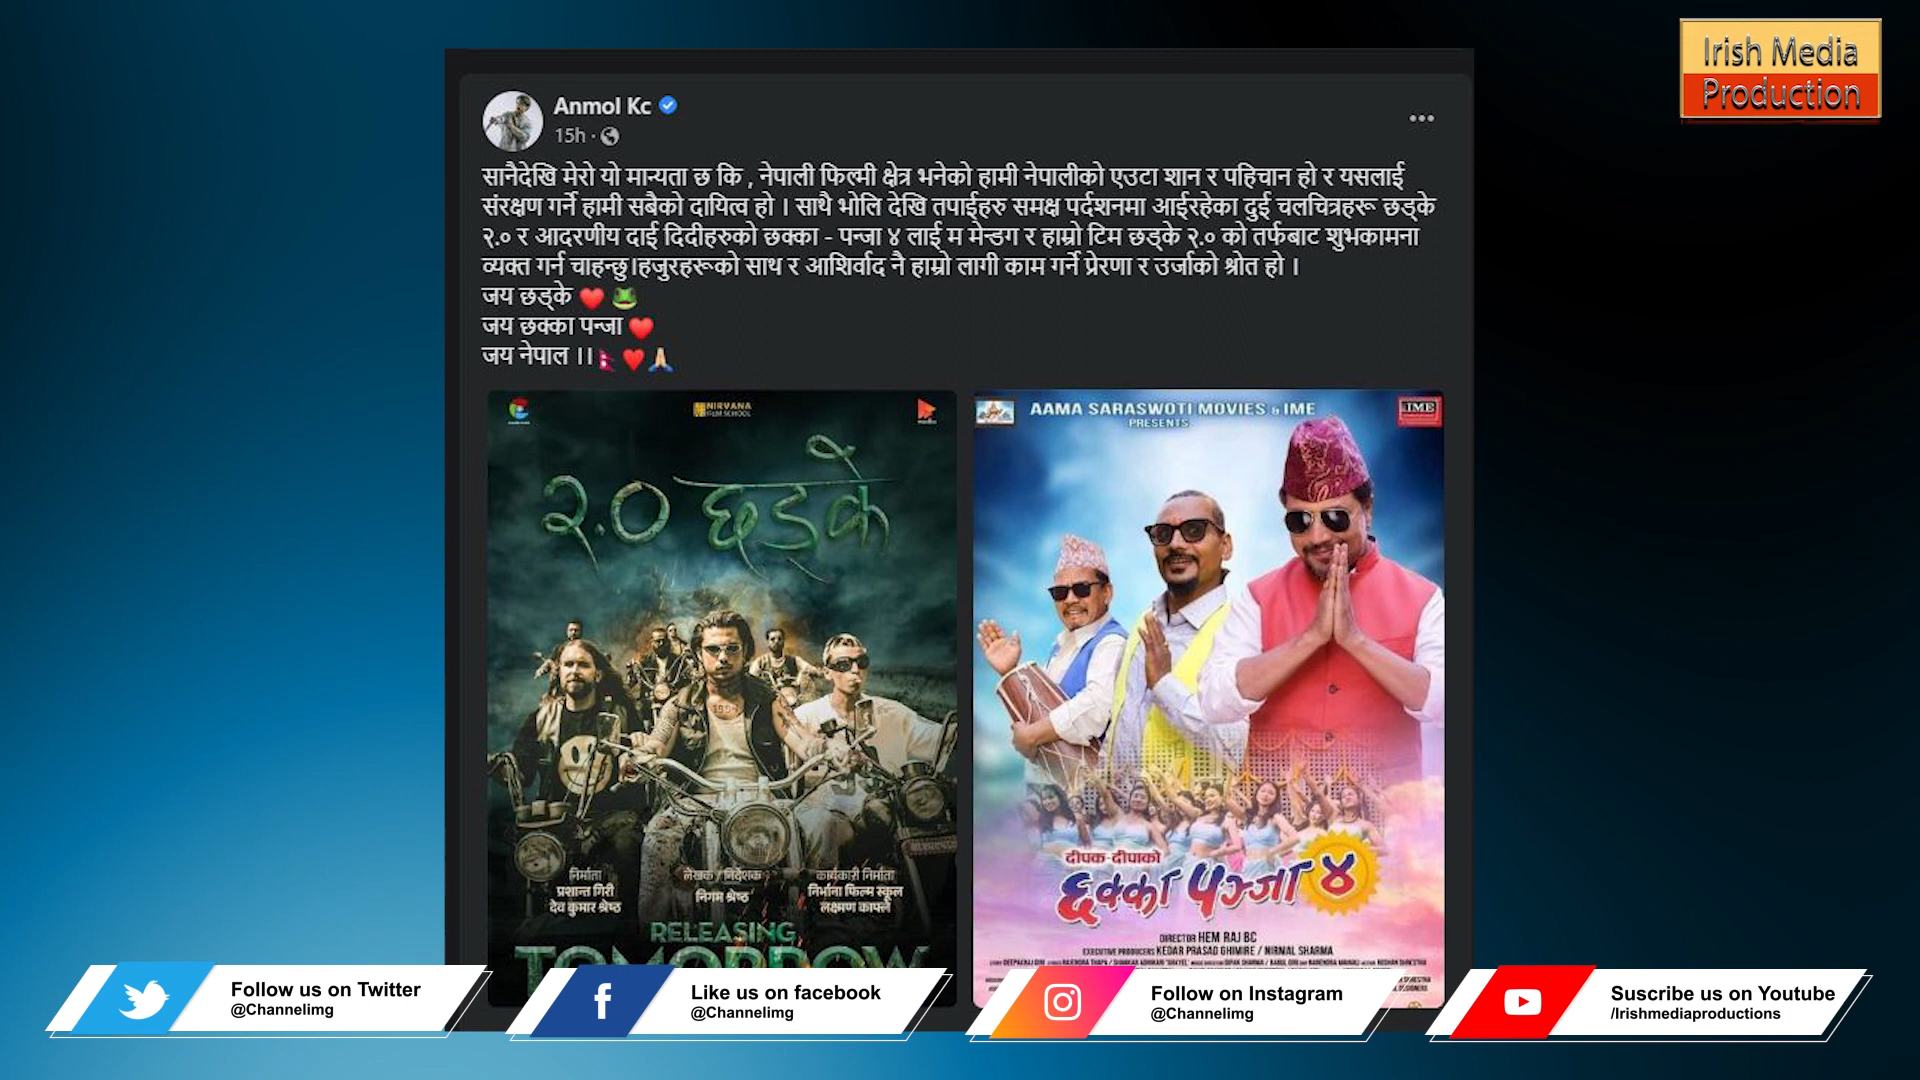 Irish Media
Production
Anmol Kc
15h ·
सानैदेखि मेरो यो मान्यता छ कि , नेपाली फिल्मी क्षेत्र भनेको हामी नेपालीको एउटा शान र पहिचान हो र यसलाई
संरक्षण गर्ने हामी सबैको दायित्व हो । साथै भोलि देखि तपाईहरु समक्ष पर्दशनमा आईरहेका दुई चलचित्रहरू छड्के
२.० र आदरणीय दाई दिदीहरुको छक्का - पन्जा ४ लाई म मेन्डग र हाम्रो टिम छड्के २.० को तर्फबाट शुभकामना
व्यक्त गर्न चाहन्छु।हजुरहरूको साथ र आशिर्वाद नै हाम्रो लागी काम गर्ने प्रेरणा र उर्जाको श्रोत हो ।
जय छड्के ❤️🐸
जय छक्का पन्जा ❤️
जय नेपाल ।।🇳🇵❤️🙏🏼
NIRVANA
FILM SCHOOL
२.० छड्के
निर्माता
प्रशान्त गिरी
देव कुमार श्रेष्ठ
लेखक / निर्देशक
निगम श्रेष्ठ
कार्यकारी निर्माता
निर्भाना फिल्म स्कूल
लक्ष्मण काफ्ले
RELEASING
TOMORROW
AAMA SARASWOTI MOVIES & IME
PRESENTS
IME
दीपक-दीपाको
छक्का पञ्जा ४
DIRECTOR HEM RAJ BC
EXECUTIVE PRODUCERS KEDAR PRASAD GHIMIRE / NIRMAL SHARMA
Follow us on Twitter
@Channelimg
Like us on facebook
@Channelimg
Follow on Instagram
@Channelimg
Suscribe us on Youtube
/Irishmediaproductions